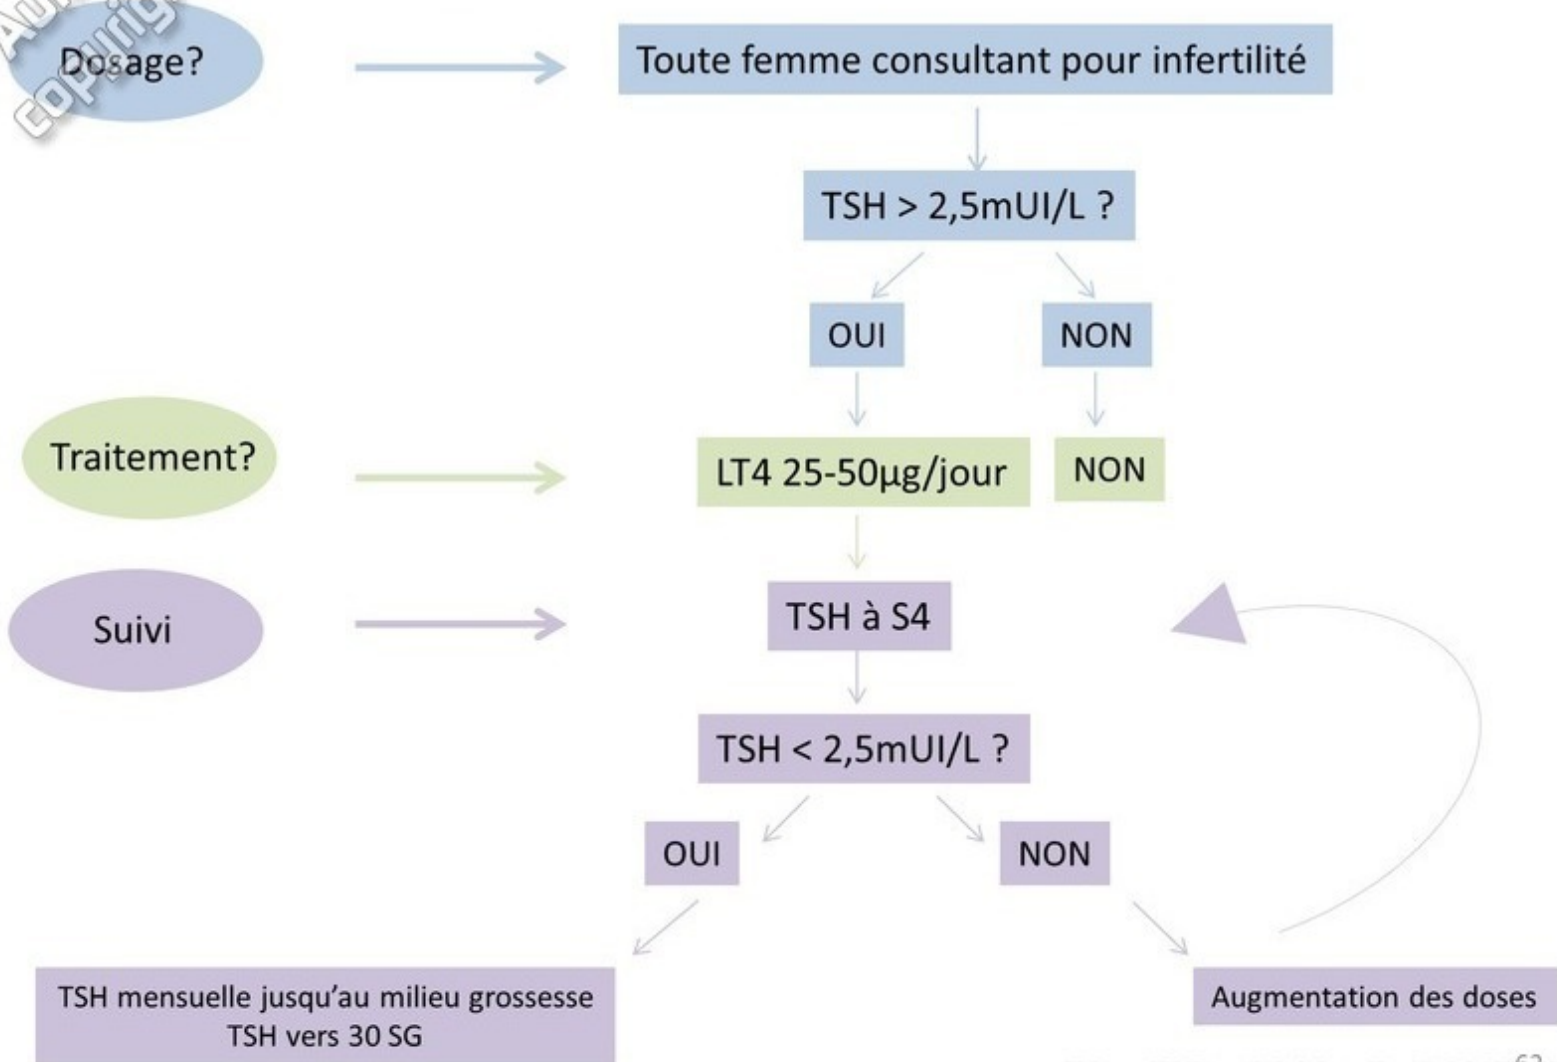 copyrig
Dosage?
Toute femme consultant pour infertilité
TSH > 2,5mUI/L ?
OUI
NON
Traitement?
LT4 25-50µg/jour
NON
Suivi
TSH à S4
TSH < 2,5mUI/L ?
OUI
NON
TSH mensuelle jusqu’au milieu grossesse
TSH vers 30 SG
Augmentation des doses